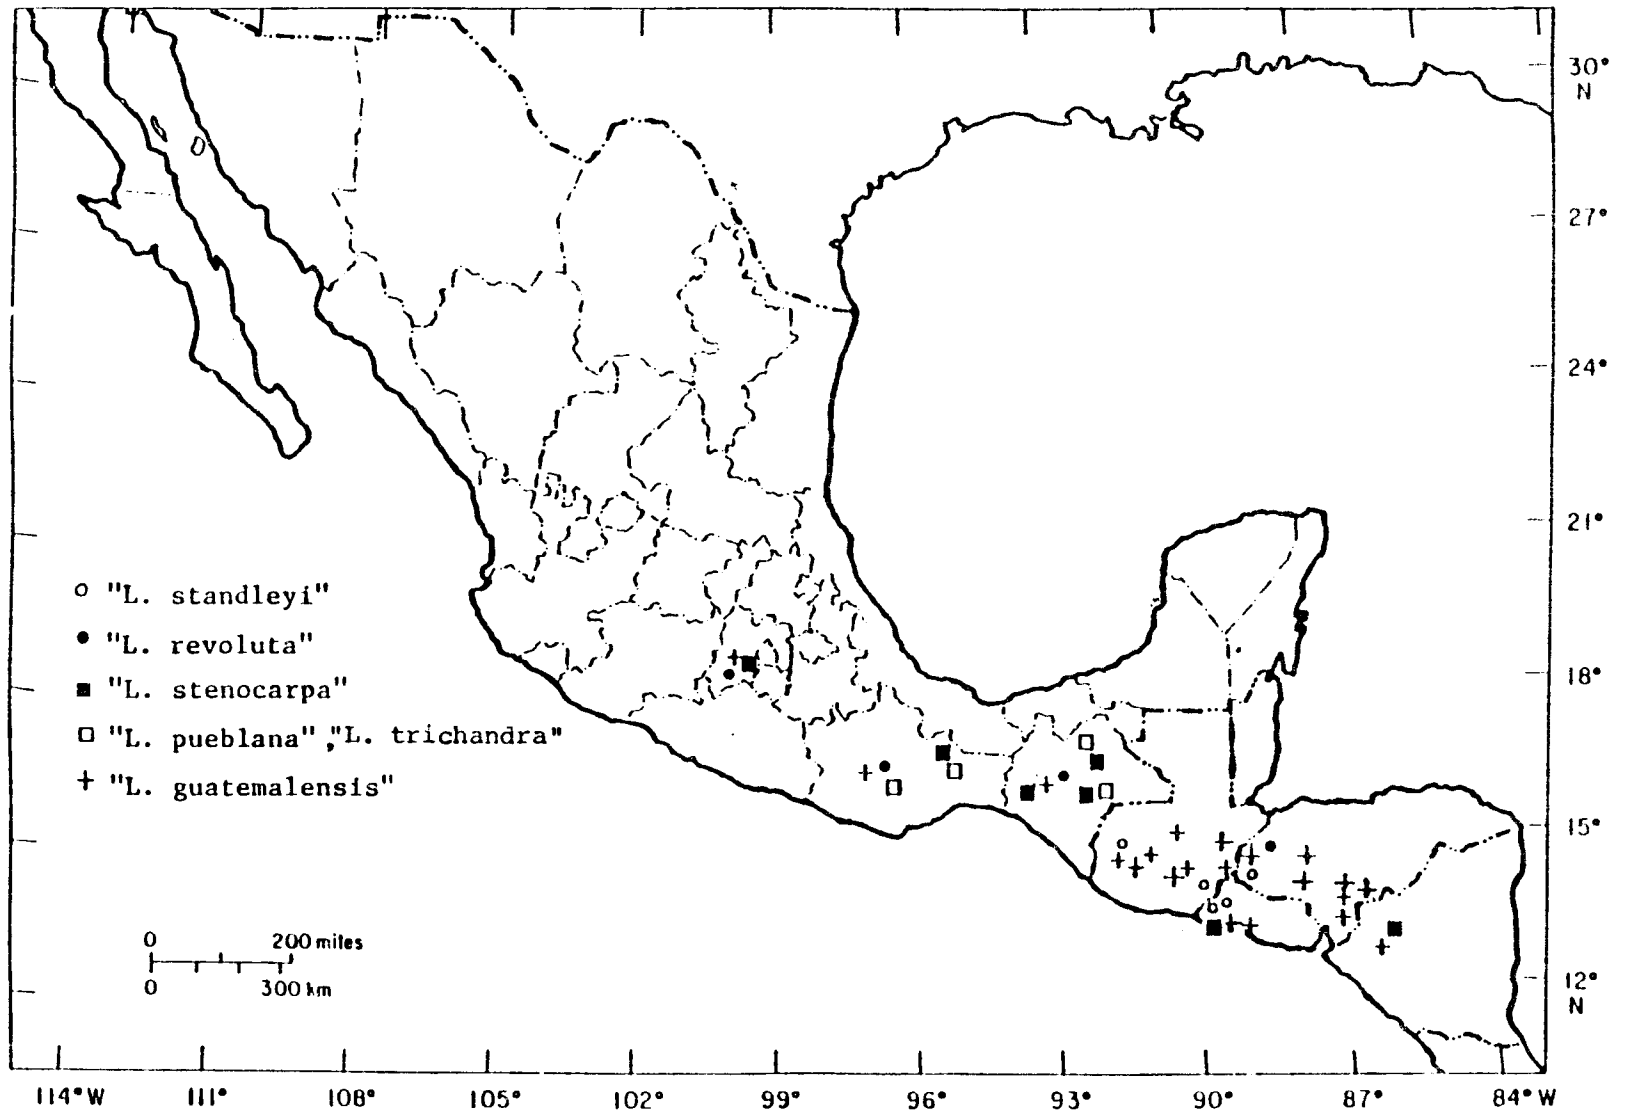 30°
N
27°
24°
21°
18°
15°
12°
N
o "L. standleyi"
● "L. revoluta"
■ "L. stenocarpa"
□ "L. pueblana","L. trichandra"
+ "L. guatemalensis"
0 200 miles
0 300 km
114°W 111° 108° 105° 102° 99° 96° 93° 90° 87° 84°W